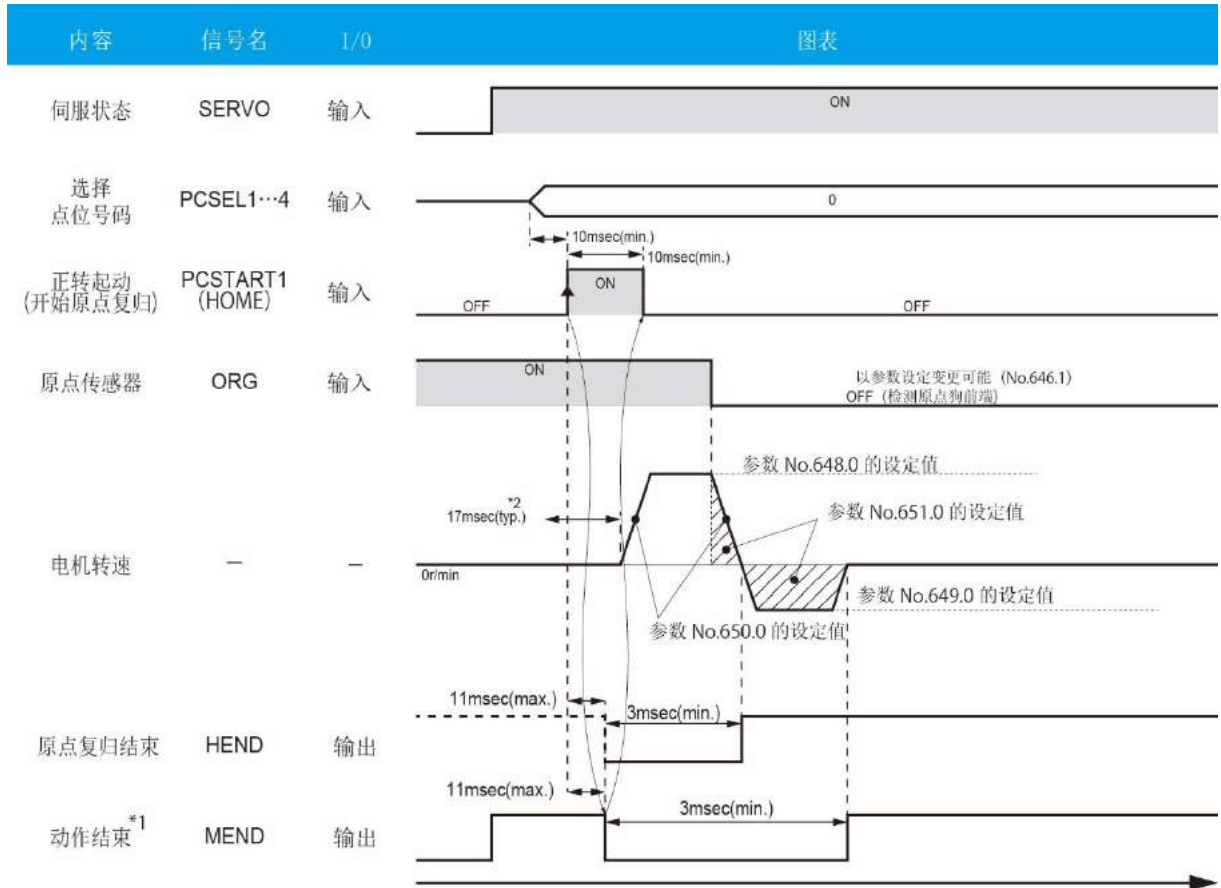 内容 信号名 I/O 图表
伺服状态 SERVO 输入
ON
选择
点位号码 PCSEL1…4 输入
0
10msec(min.)
10msec(min.)
正转起动
(开始原点复归)
PCSTART1
(HOME)
输入
OFF ON OFF
原点传感器 ORG 输入
ON
以参数设定变更可能 (No.646.1)
OFF (检测原点狗前端)
参数 No.648.0 的设定值
*2
17msec(typ.)
参数 No.651.0 的设定值
电机转速 — —
0r/min
参数 No.649.0 的设定值
参数 No.650.0 的设定值
11msec(max.)
3msec(min.)
原点复归结束 HEND 输出
11msec(max.)
3msec(min.)
动作结束*1 MEND 输出